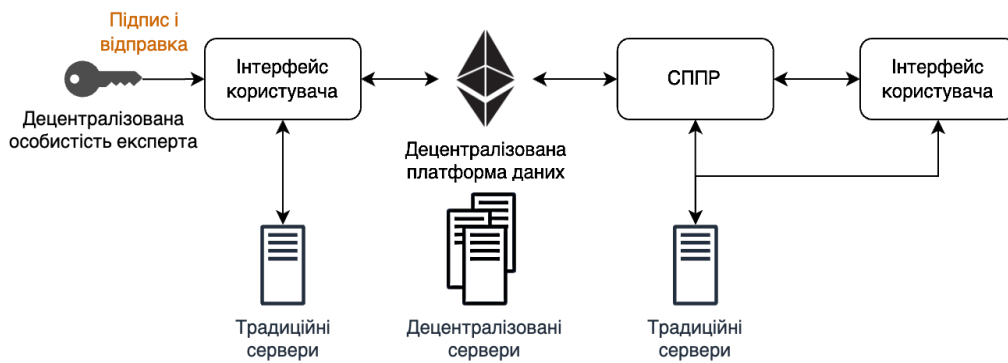 Підпис і
відправка
Децентралізована
особистість експерта
Інтерфейс
користувача
Децентралізована
платформа даних
СППР
Інтерфейс
користувача
Традиційні
сервери
Децентралізовані
сервери
Традиційні
сервери